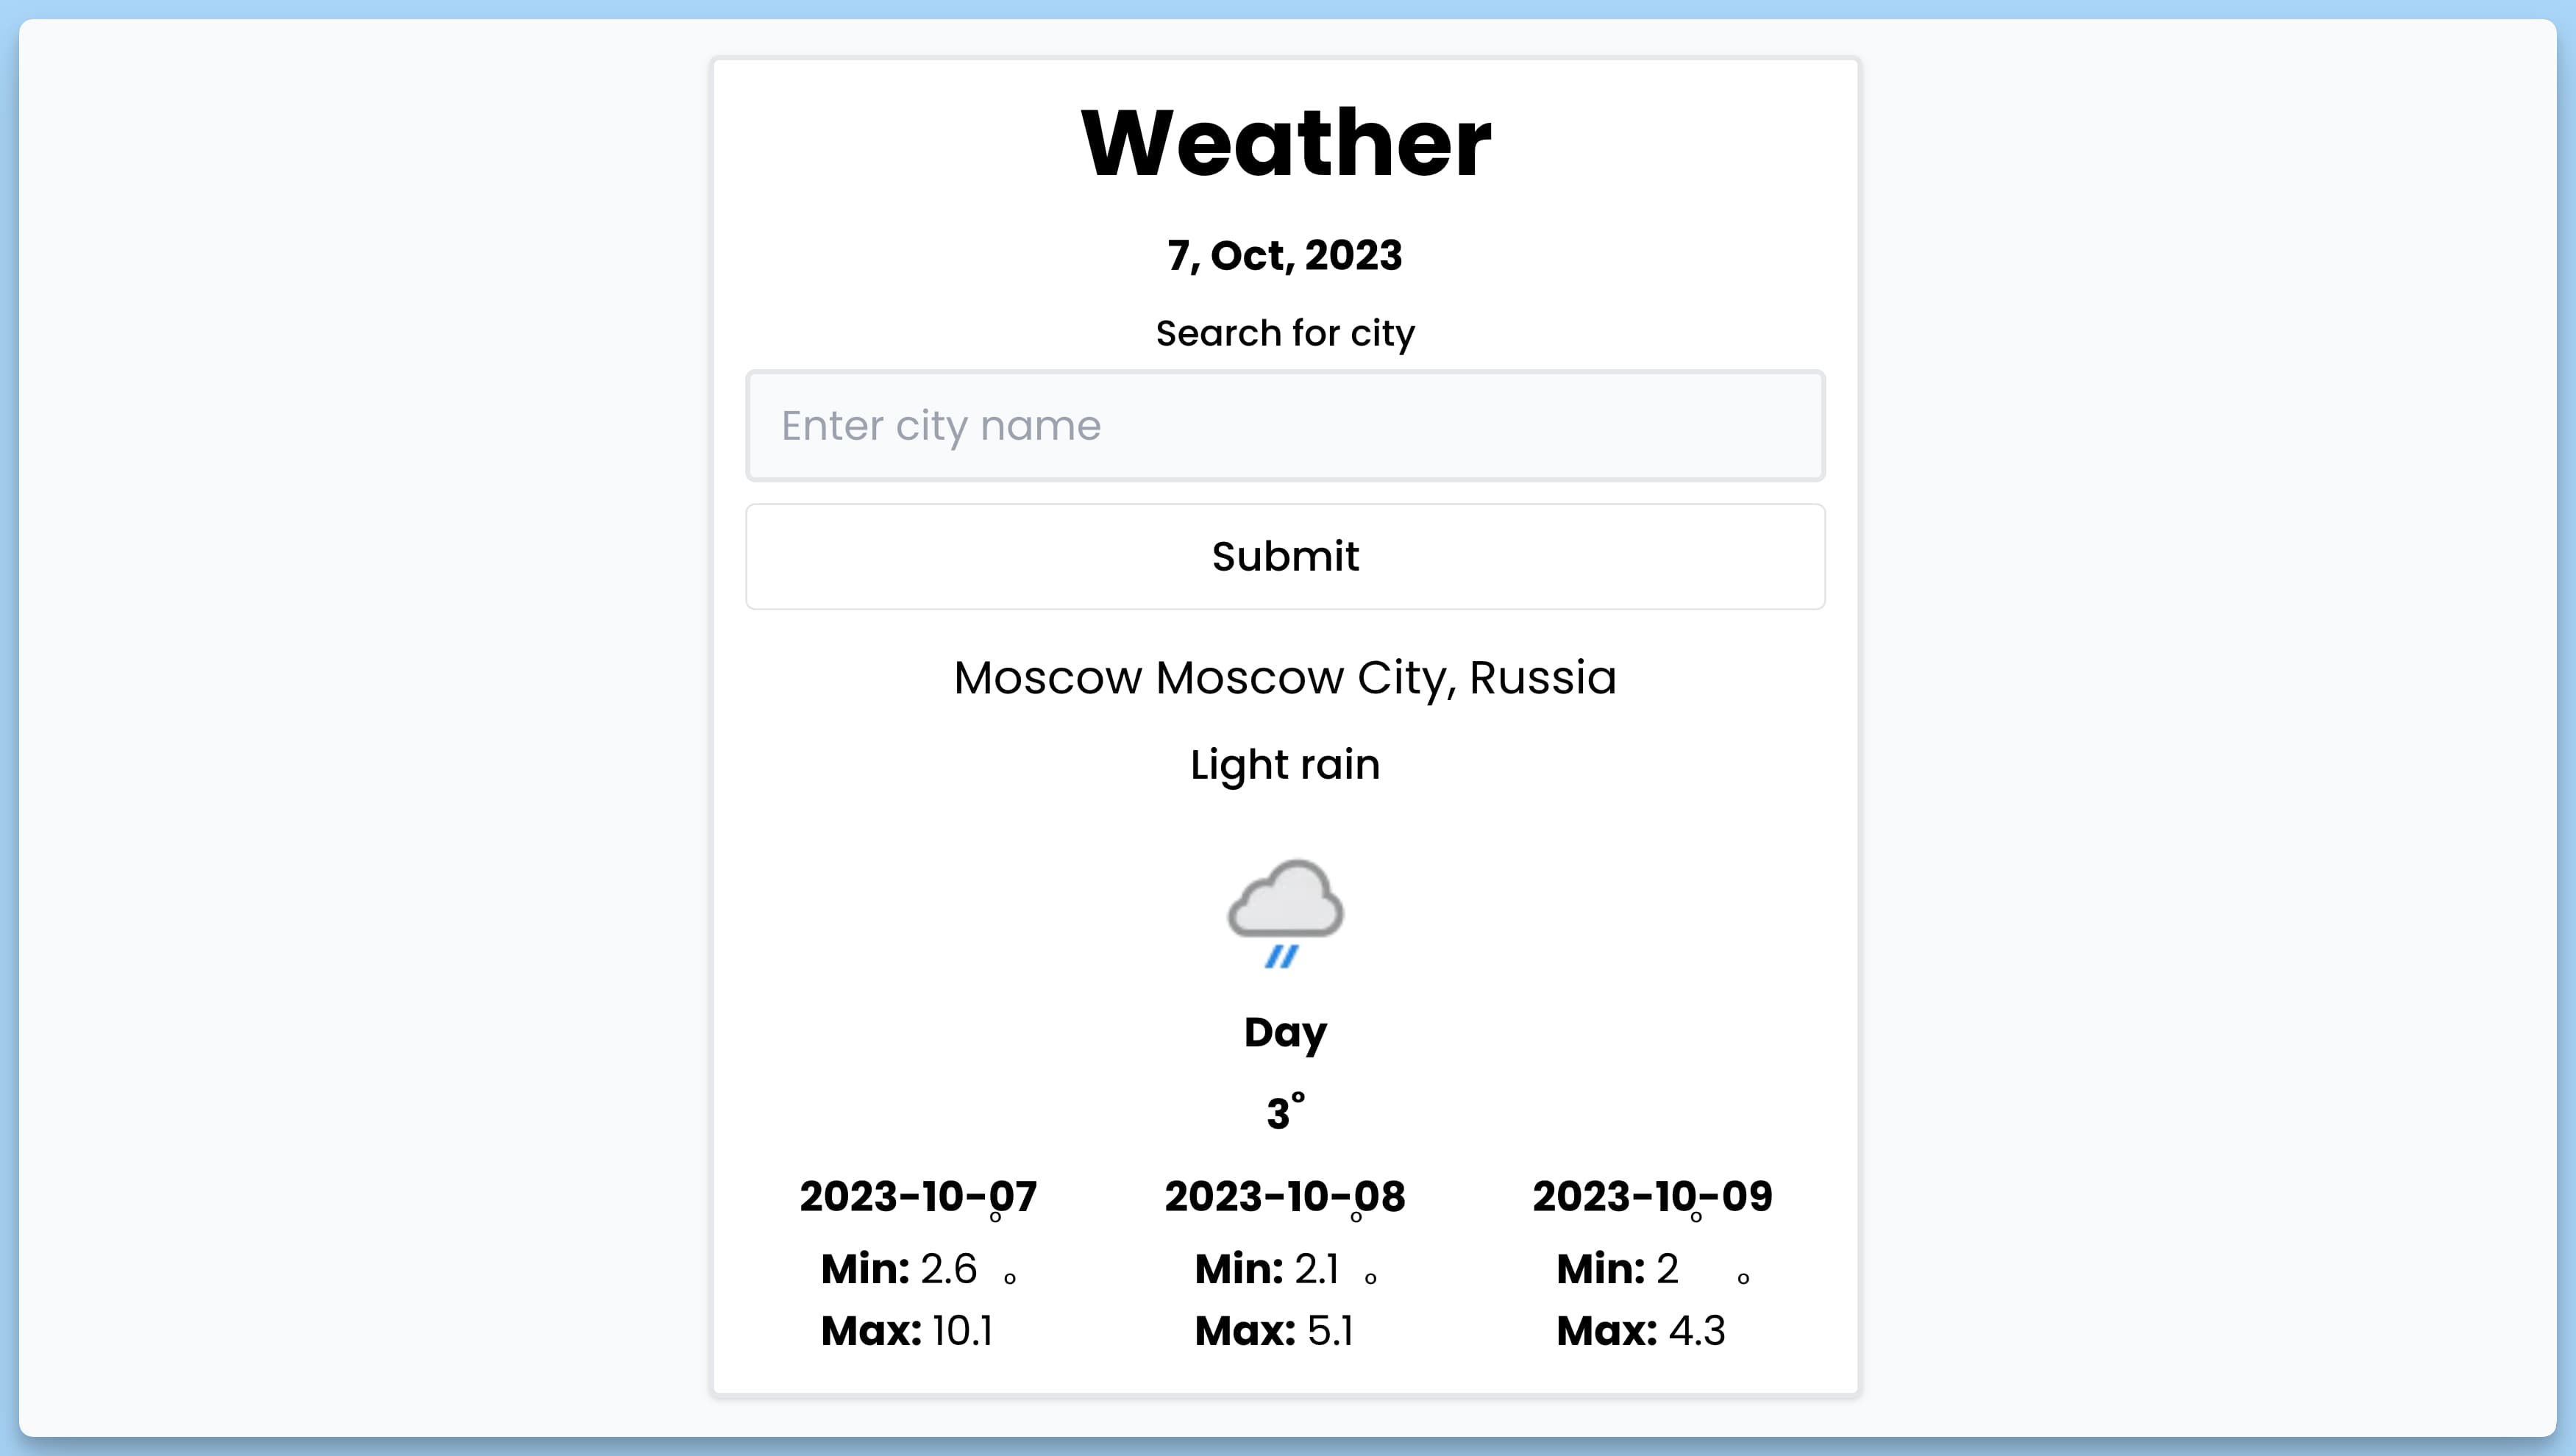 Weather
7, Oct, 2023
Search for city
Enter city name
Submit
Moscow Moscow City, Russia
Light rain
Day
3°
2023-10-07 2023-10-08 2023-10-09
Min: 2.6 ° Min: 2.1 ° Min: 2 °
Max: 10.1 ° Max: 5.1 ° Max: 4.3 °